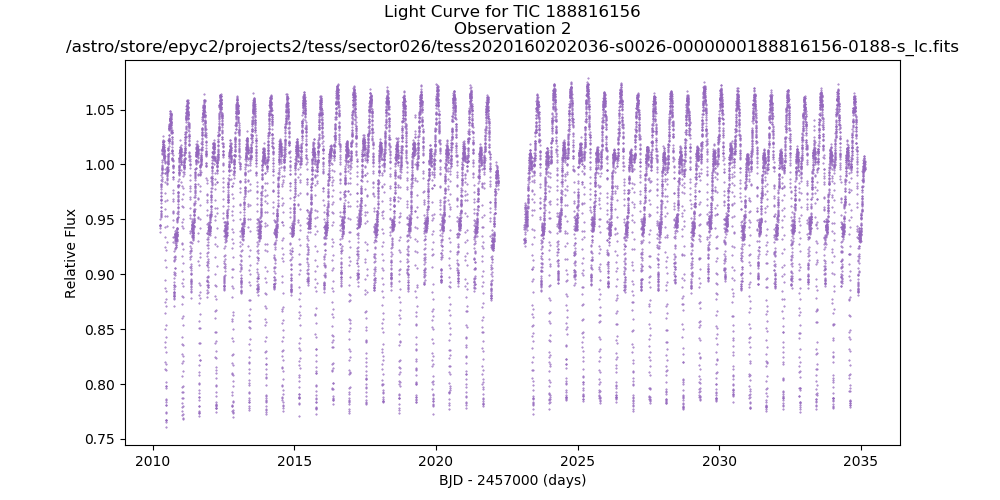 Light Curve for TIC 188816156
Observation 2
/astro/store/epyc2/projects2/tess/sector026/tess2020160202036-s0026-0000000188816156-0188-s_lc.fits
Relative Flux
1.05
1.00
0.95
0.90
0.85
0.80
0.75
2010 2015 2020 2025 2030 2035
BJD - 2457000 (days)